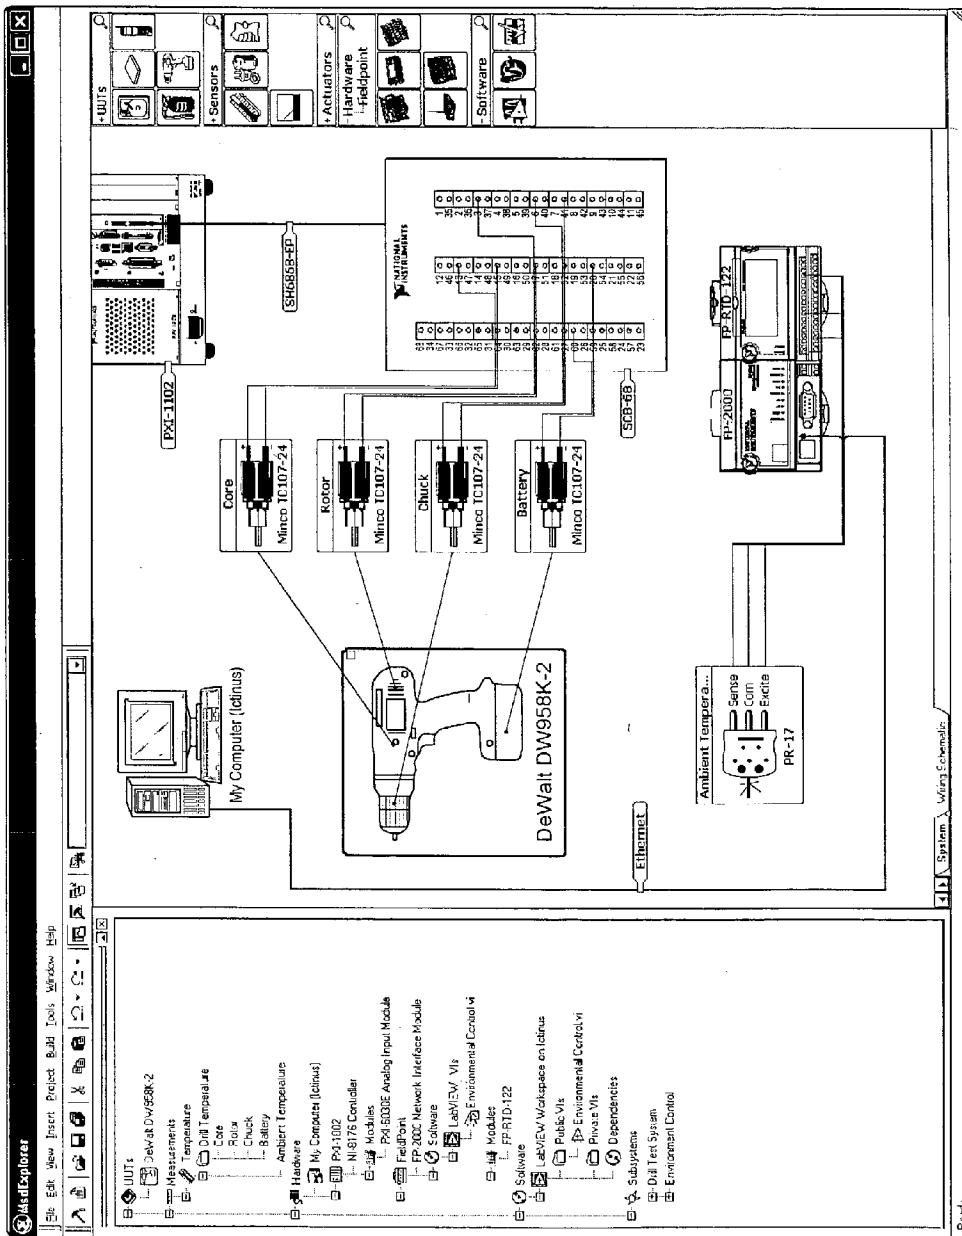 MsdExplorer
File Edit View Insert Project Build Tools Window Help
UUTs
DeWalt DW958K-2
Measurements
Temperature
Drill Temperature
Core
Rotor
Chuck
Battery
Ambient Temperature
Hardware
My Computer (Ictinus)
PXI-1002
NI-8176 Controller
Modules
PXI-6030E Analog Input Module
FieldPoint
FP-200C Network Interface Module
Software
LabVIEW VIs
Environmental Control vi
Modules
FP-RTD-122
Software
LabVIEW Workspace on Ictinus
Public VIs
Environmental Control.vi
Private VIs
Dependencies
Subsystems
Drill Test System
Environment Control
My Computer (Ictinus)
PXI-1102
SH6868-EP
Core
Minco TC107-24
Rotor
Minco TC107-24
Chuck
Minco TC107-24
Battery
Minco TC107-24
NATIONAL
INSTRUMENTS
SCB-68
DeWalt DW958K-2
Ambient Tempera...
Sense
Com
Excite
PR-17
FP-2000
FP-RTD-122
Ethernet
System
Wiring Schematic
UUTs
Sensors
Actuators
Hardware
Fieldpoint
Software